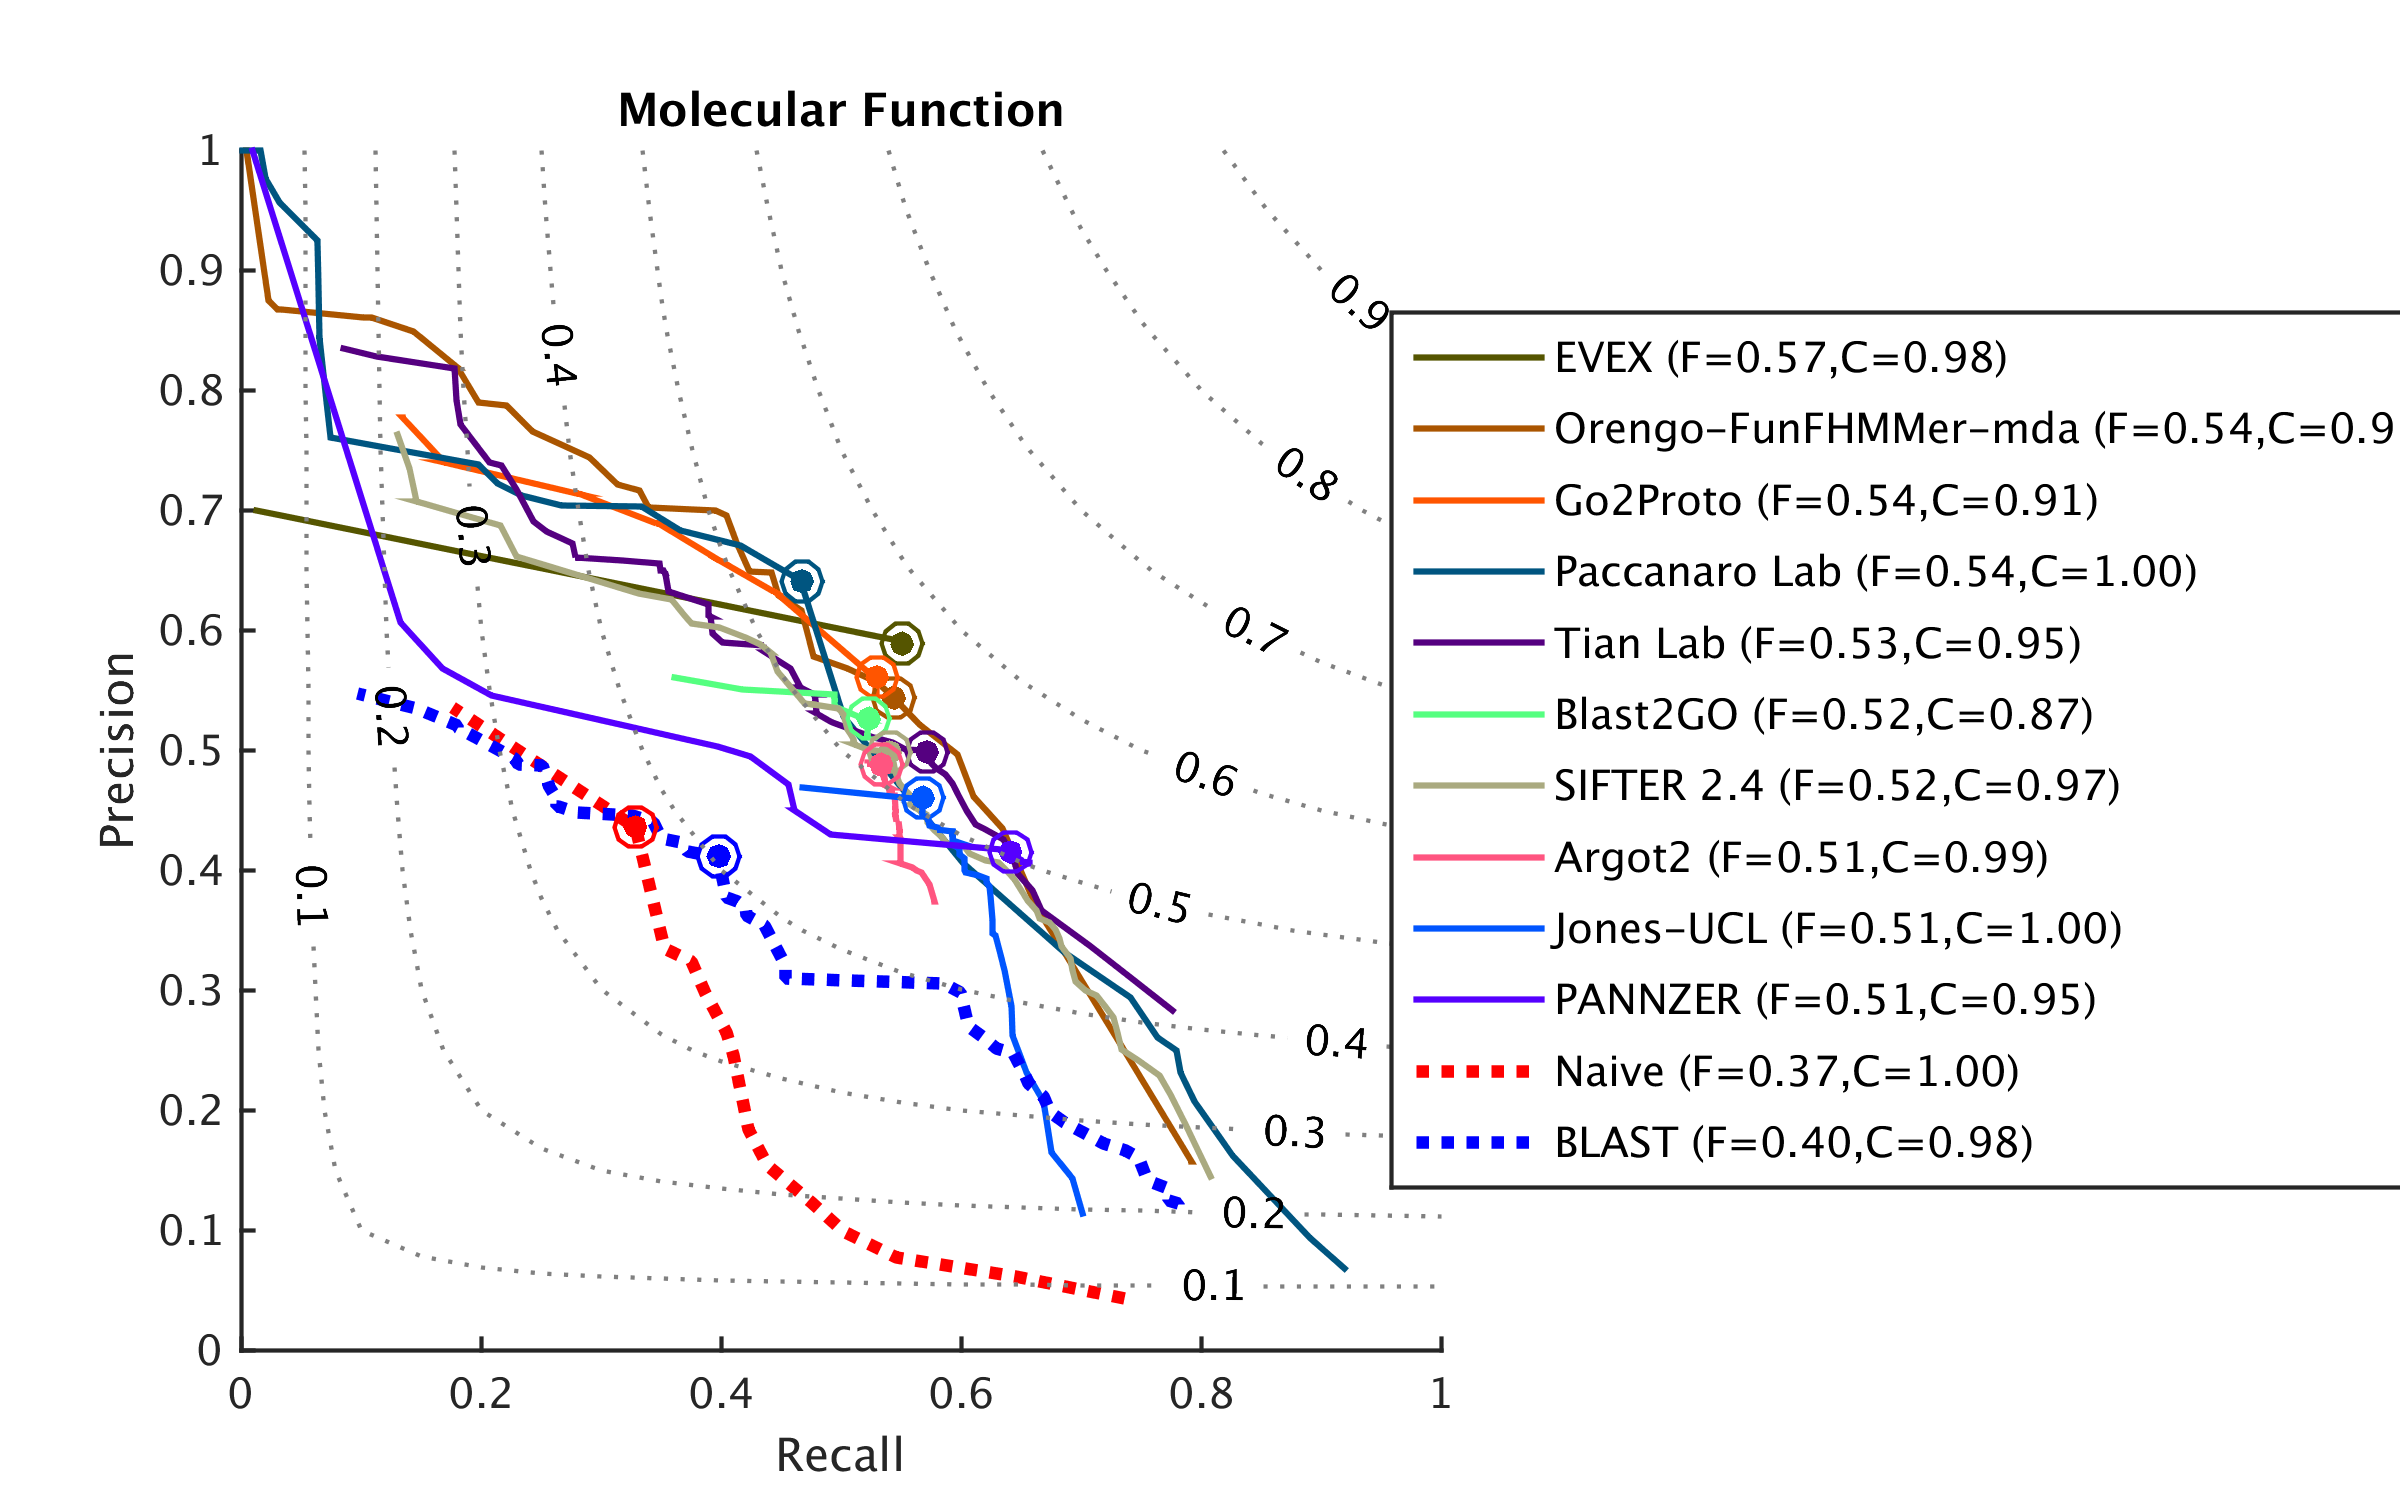 Molecular Function
Precision
1
0.9
0.8
0.7
0.6
0.5
0.4
0.3
0.2
0.1
0
0 0.2 0.4 0.6 0.8 1
Recall
0.1
0.2
0.3
0.4
0.9
0.8
0.7
0.6
0.5
0.4
0.3
0.2
0.1
EVEX (F=0.57,C=0.98)
Orengo-FunFHMMer-mda (F=0.54,C=0.9
Go2Proto (F=0.54,C=0.91)
Paccanaro Lab (F=0.54,C=1.00)
Tian Lab (F=0.53,C=0.95)
Blast2GO (F=0.52,C=0.87)
SIFTER 2.4 (F=0.52,C=0.97)
Argot2 (F=0.51,C=0.99)
Jones-UCL (F=0.51,C=1.00)
PANNZER (F=0.51,C=0.95)
Naive (F=0.37,C=1.00)
BLAST (F=0.40,C=0.98)